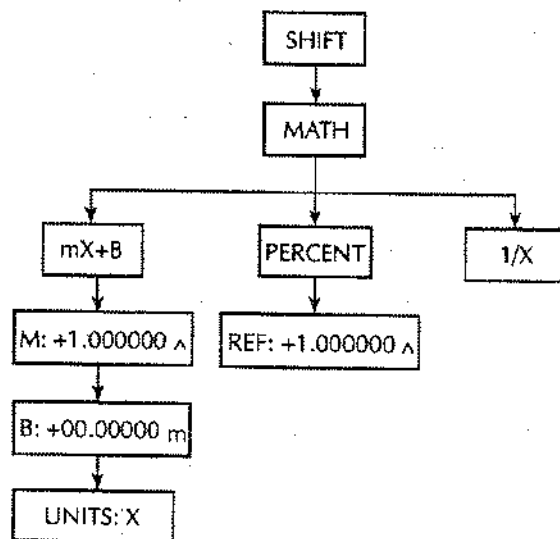 SHIFT
MATH
mX+B PERCENT 1/X
M: +1.000000 ^ REF: +1.000000 ^
B: +00.00000 m
UNITS: X